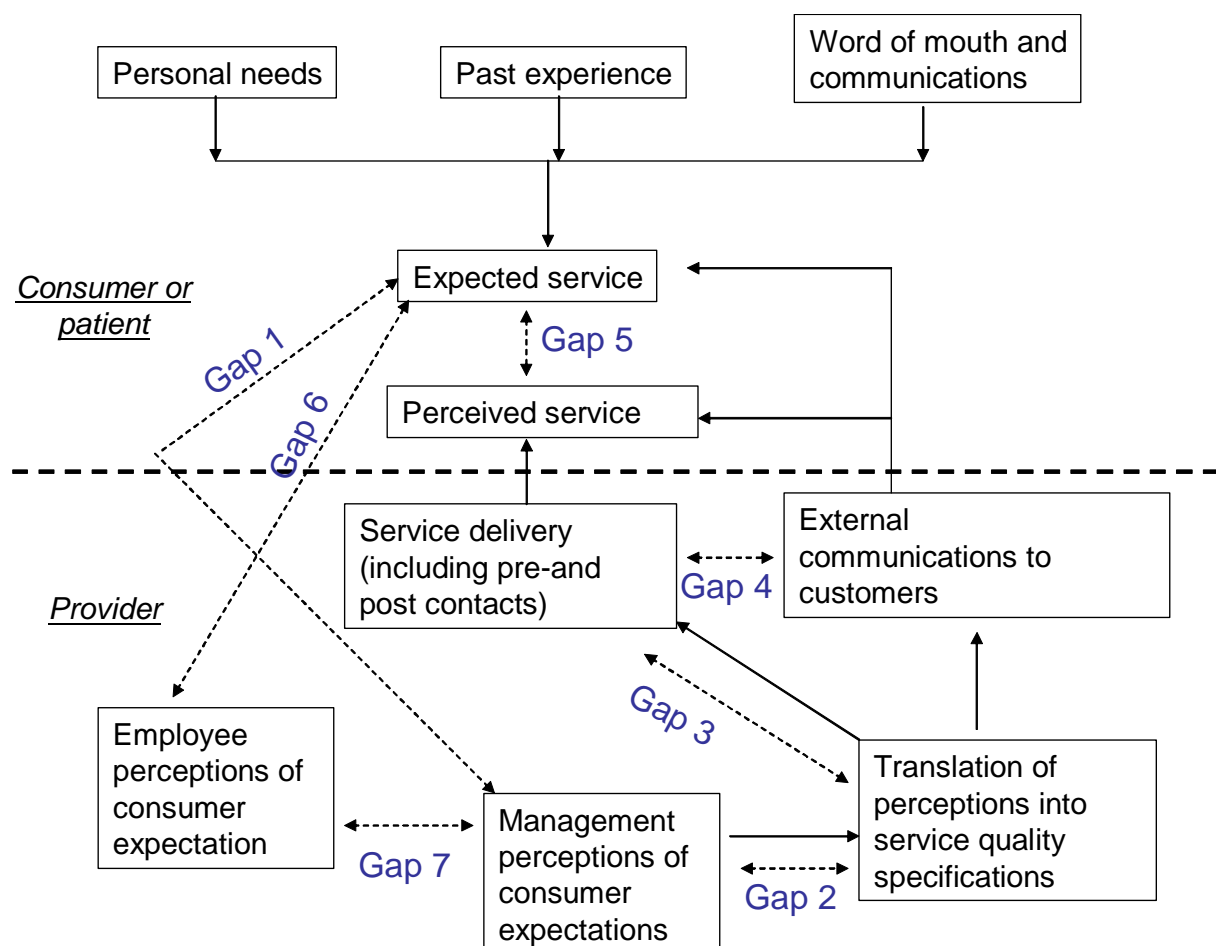 Personal needs
Past experience
Word of mouth and
communications
Expected service
Consumer or
patient
Gap 1
Gap 5
Gap 6
Perceived service
Service delivery
(including pre-and
post contacts)
External
communications to
customers
Gap 4
Provider
Gap 3
Employee
perceptions of
consumer
expectation
Gap 7
Management
perceptions of
consumer
expectations
Gap 2
Translation of
perceptions into
service quality
specifications